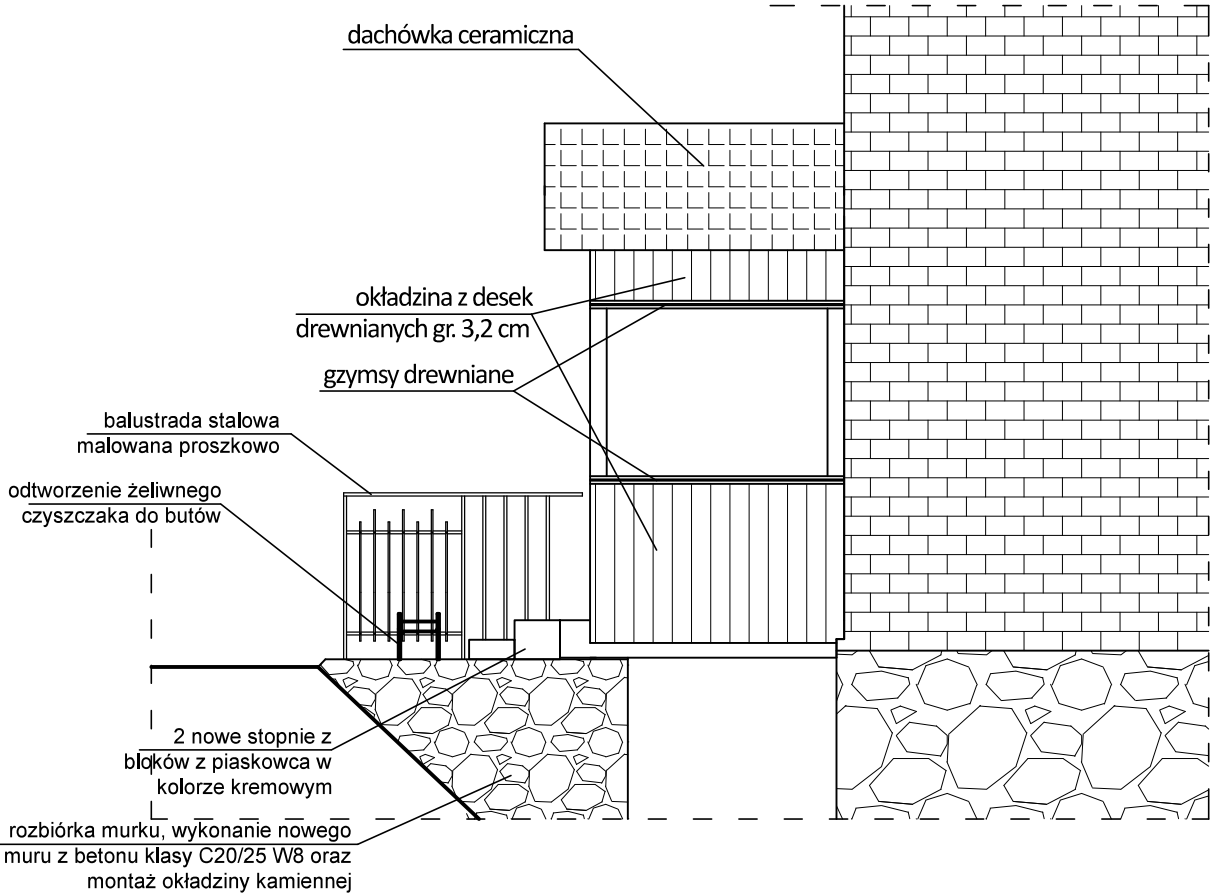 dachówka ceramiczna
okładzina z desek
drewnianych gr. 3,2 cm
gzymsy drewniane
balustrada stalowa
malowana proszkowo
odtworzenie żeliwnego
czyszczaka do butów
2 nowe stopnie z
bloków z piaskowca w
kolorze kremowym
rozbiórka murku, wykonanie nowego
muru z betonu klasy C20/25 W8 oraz
montaż okładziny kamiennej